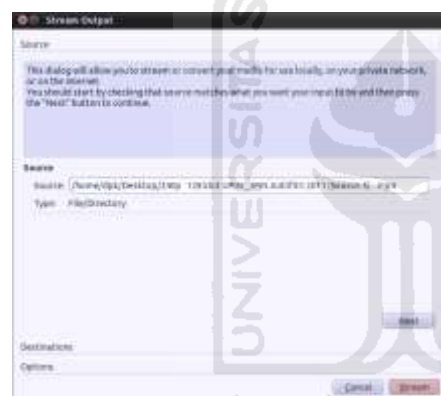 Stream Output
Source
This dialog will allow you to stream or convert your media for use locally, on your private network,
or on the Internet.
You should start by checking that source matches what you want your input to be and then press
the "Next" button to continue.
Source
Source: /home/
Type: File/Directory
Next
Destinations
Options
Cancel Stream
UNIVERSITAS